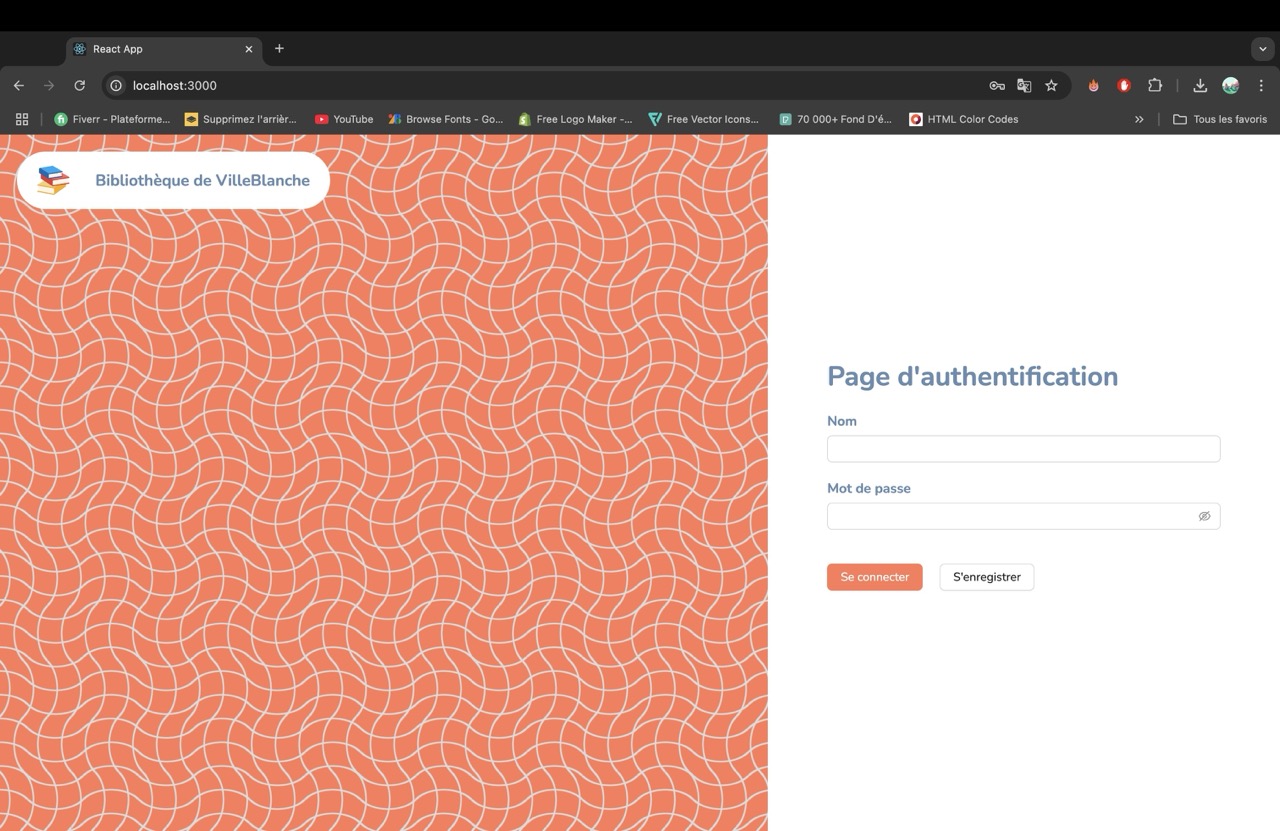 React App
localhost:3000
Fiverr - Plateforme... Supprimez l'arrièr... YouTube Browse Fonts - Go... Free Logo Maker -... Free Vector Icons... 70 000+ Fond D'é... HTML Color Codes » Tous les favoris
Bibliothèque de VilleBlanche
Page d'authentification
Nom
Mot de passe
Se connecter S'enregistrer